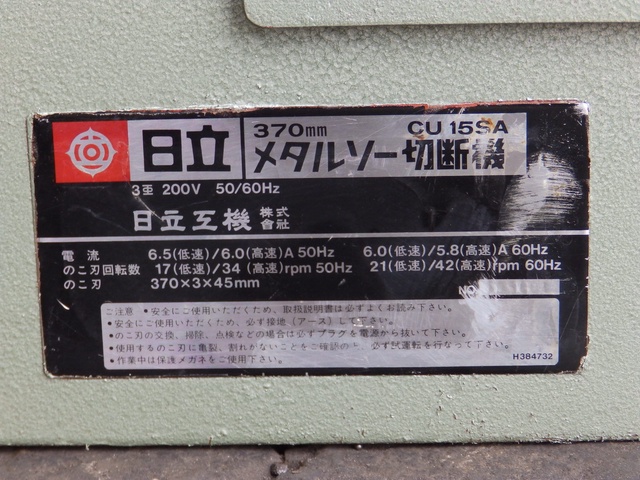 日立 370mm CU 15SA
メタルソー切断機
3亜 200V 50/60Hz
日立工機 株式會社
電流 6.5(低速)/6.0(高速)A 50Hz 6.0(低速)/5.8(高速)A 60Hz
のこ刃回転数 17(低速)/34(高速)rpm 50Hz 21(低速)/42(高速)rpm 60Hz
のこ刃 370×3×45mm
NO.
ご注意 •安全にご使用いただくため、取扱説明書は必ずよくお読み下さい。
•安全にご使用いただくため、必ず接地(アース)して下さい。
•のこ刃の交換、掃除、点検などの場合は必ずプラグを電源から抜いて下さい。
•使用するのこ刃に亀裂、割れがないことをご確認の上、必ず試運転を行なって下さい。
•作業中は保護メガネをご使用下さい。
H384732